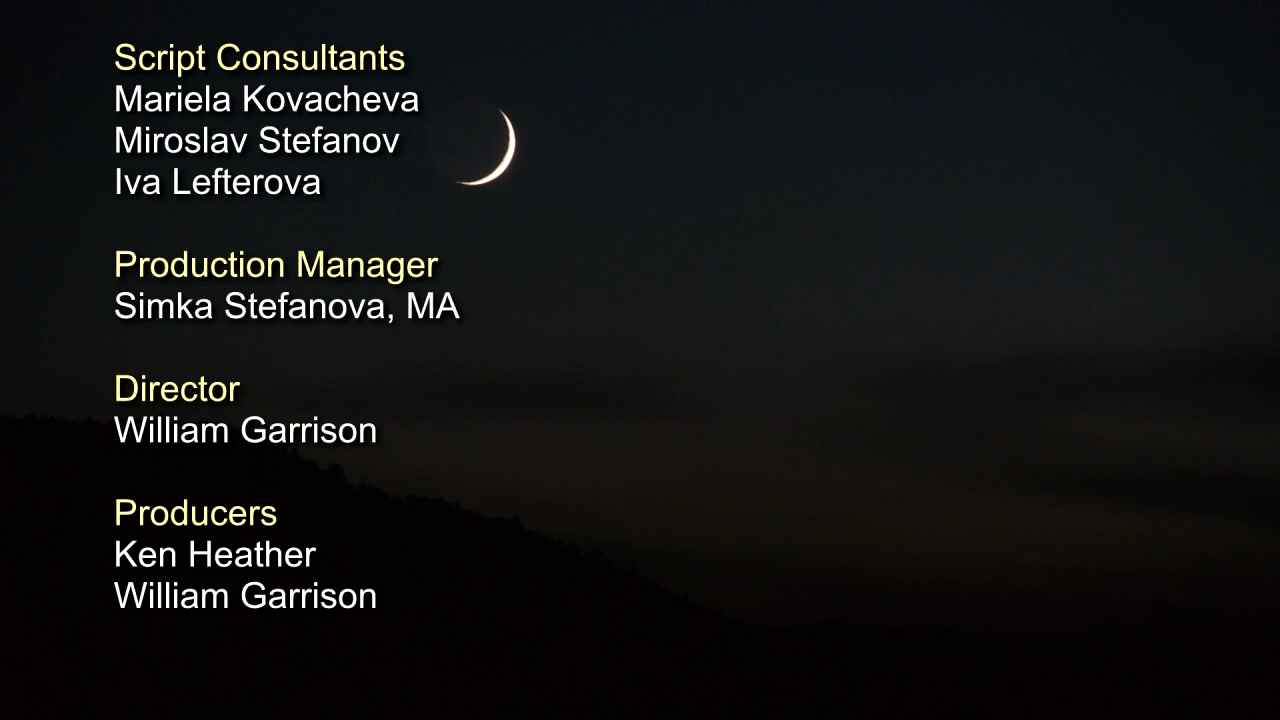 Script Consultants
Mariela Kovacheva
Miroslav Stefanov
Iva Lefterova
Production Manager
Simka Stefanova, MA
Director
William Garrison
Producers
Ken Heather
William Garrison